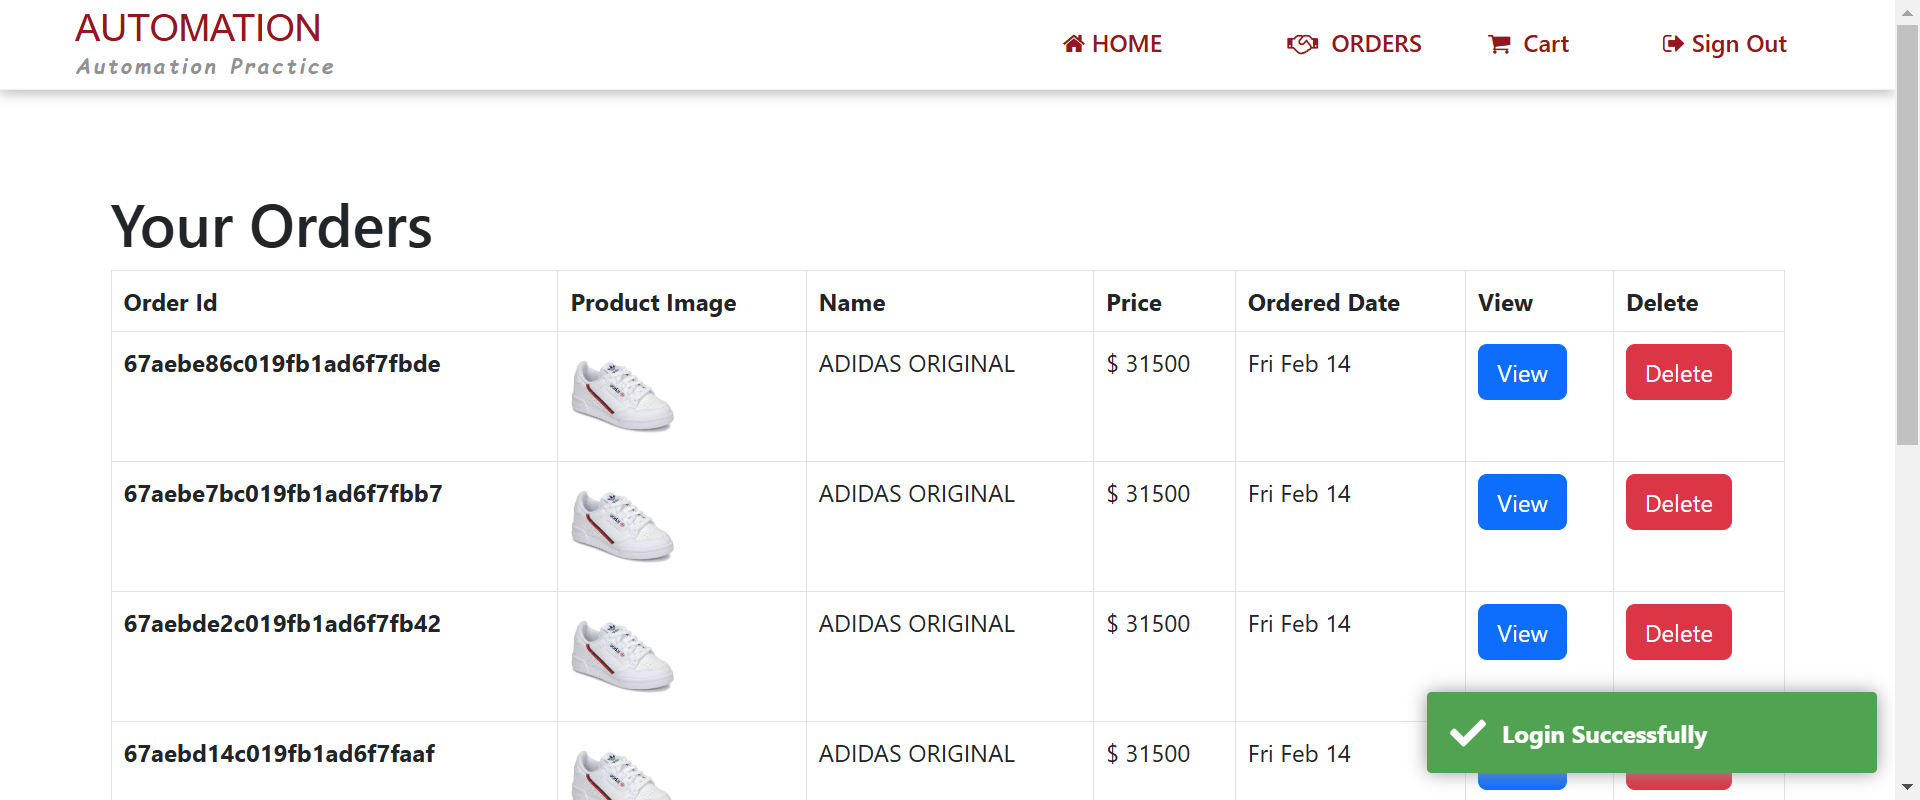 AUTOMATION
Automation Practice
HOME
ORDERS
Cart
Sign Out
Your Orders
Order Id Product Image Name Price Ordered Date View Delete
67aebe86c019fb1ad6f7fbde ADIDAS ORIGINAL $ 31500 Fri Feb 14 View Delete
67aebe7bc019fb1ad6f7fbb7 ADIDAS ORIGINAL $ 31500 Fri Feb 14 View Delete
67aebde2c019fb1ad6f7fb42 ADIDAS ORIGINAL $ 31500 Fri Feb 14 View Delete
67aebd14c019fb1ad6f7faaf ADIDAS ORIGINAL $ 31500 Fri Feb 14
Login Successfully